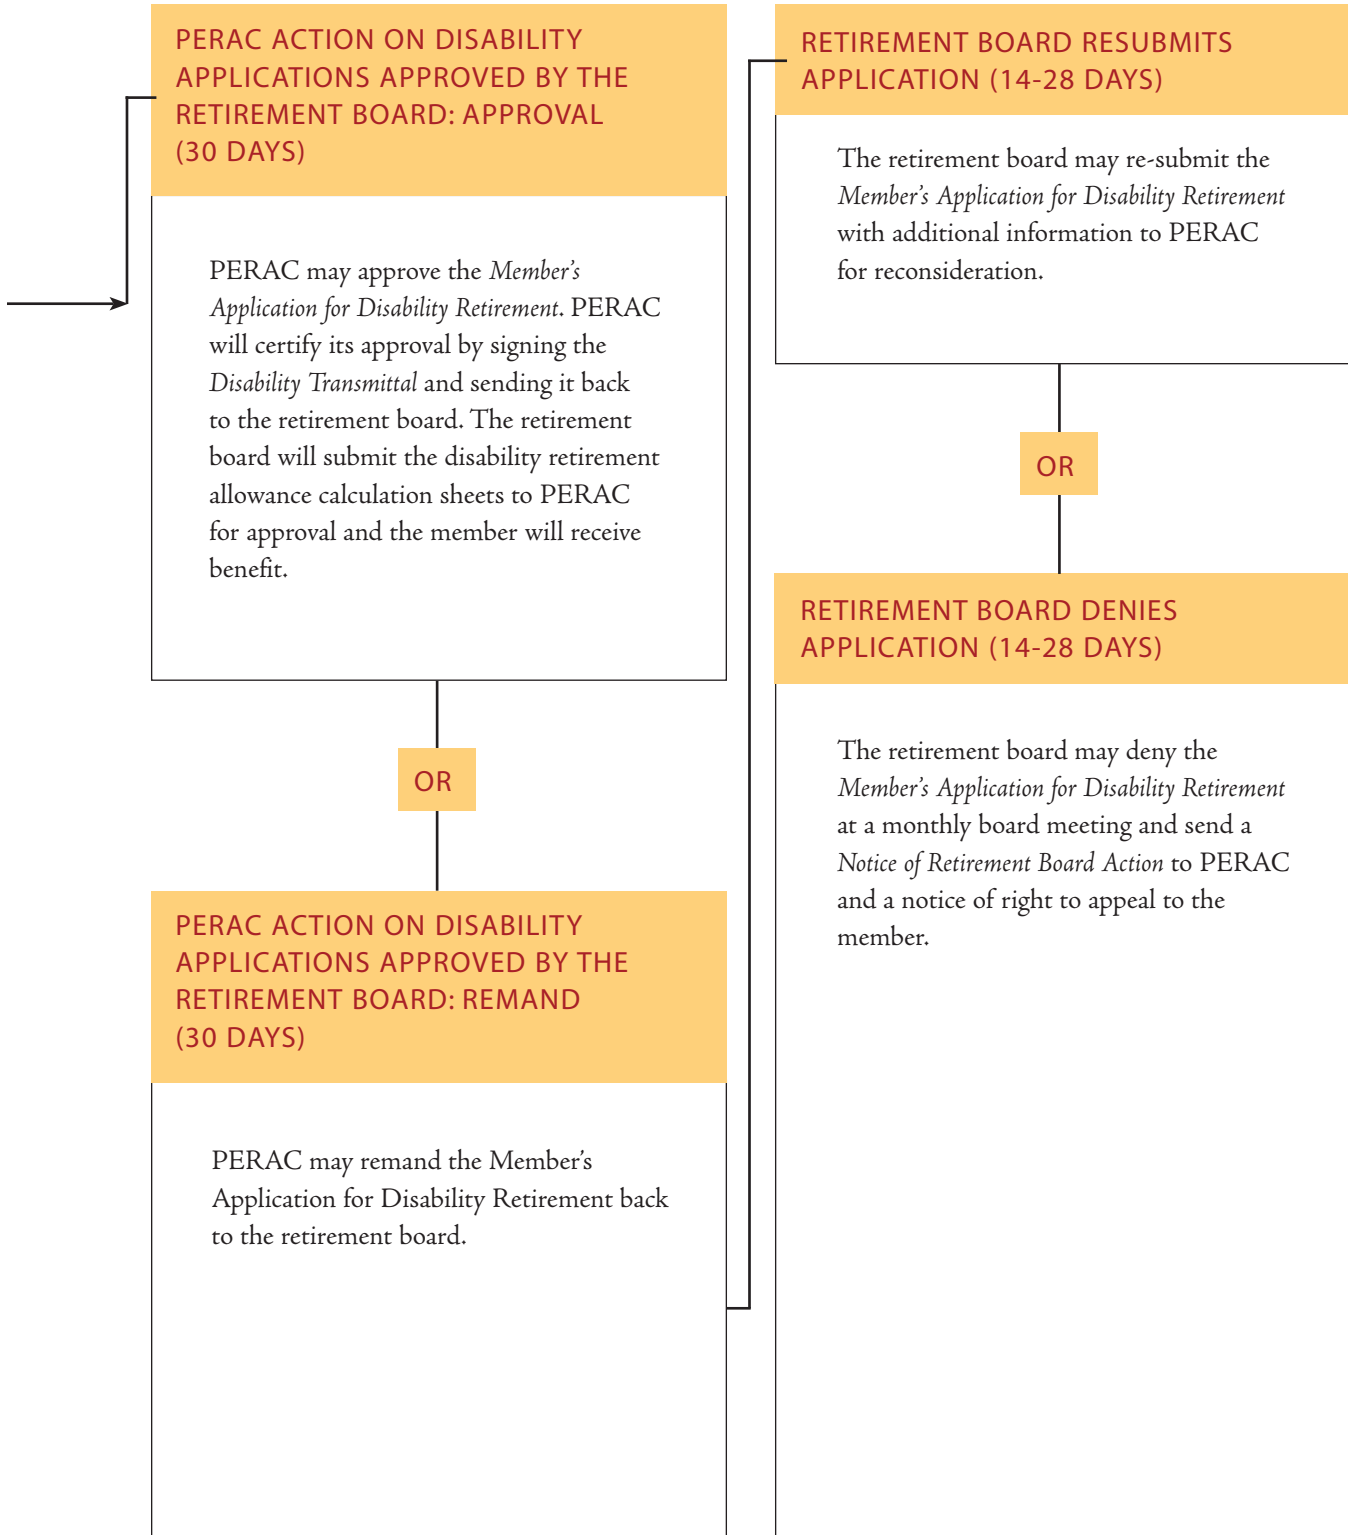 PERAC ACTION ON DISABILITY
APPLICATIONS APPROVED BY THE
RETIREMENT BOARD: APPROVAL
(30 DAYS)
PERAC may approve the Member’s
Application for Disability Retirement. PERAC
will certify its approval by signing the
Disability Transmittal and sending it back
to the retirement board. The retirement
board will submit the disability retirement
allowance calculation sheets to PERAC
for approval and the member will receive
benefit.
OR
PERAC ACTION ON DISABILITY
APPLICATIONS APPROVED BY THE
RETIREMENT BOARD: REMAND
(30 DAYS)
PERAC may remand the Member’s
Application for Disability Retirement back
to the retirement board.
RETIREMENT BOARD RESUBMITS
APPLICATION (14-28 DAYS)
The retirement board may re-submit the
Member’s Application for Disability Retirement
with additional information to PERAC
for reconsideration.
OR
RETIREMENT BOARD DENIES
APPLICATION (14-28 DAYS)
The retirement board may deny the
Member’s Application for Disability Retirement
at a monthly board meeting and send a
Notice of Retirement Board Action to PERAC
and a notice of right to appeal to the
member.